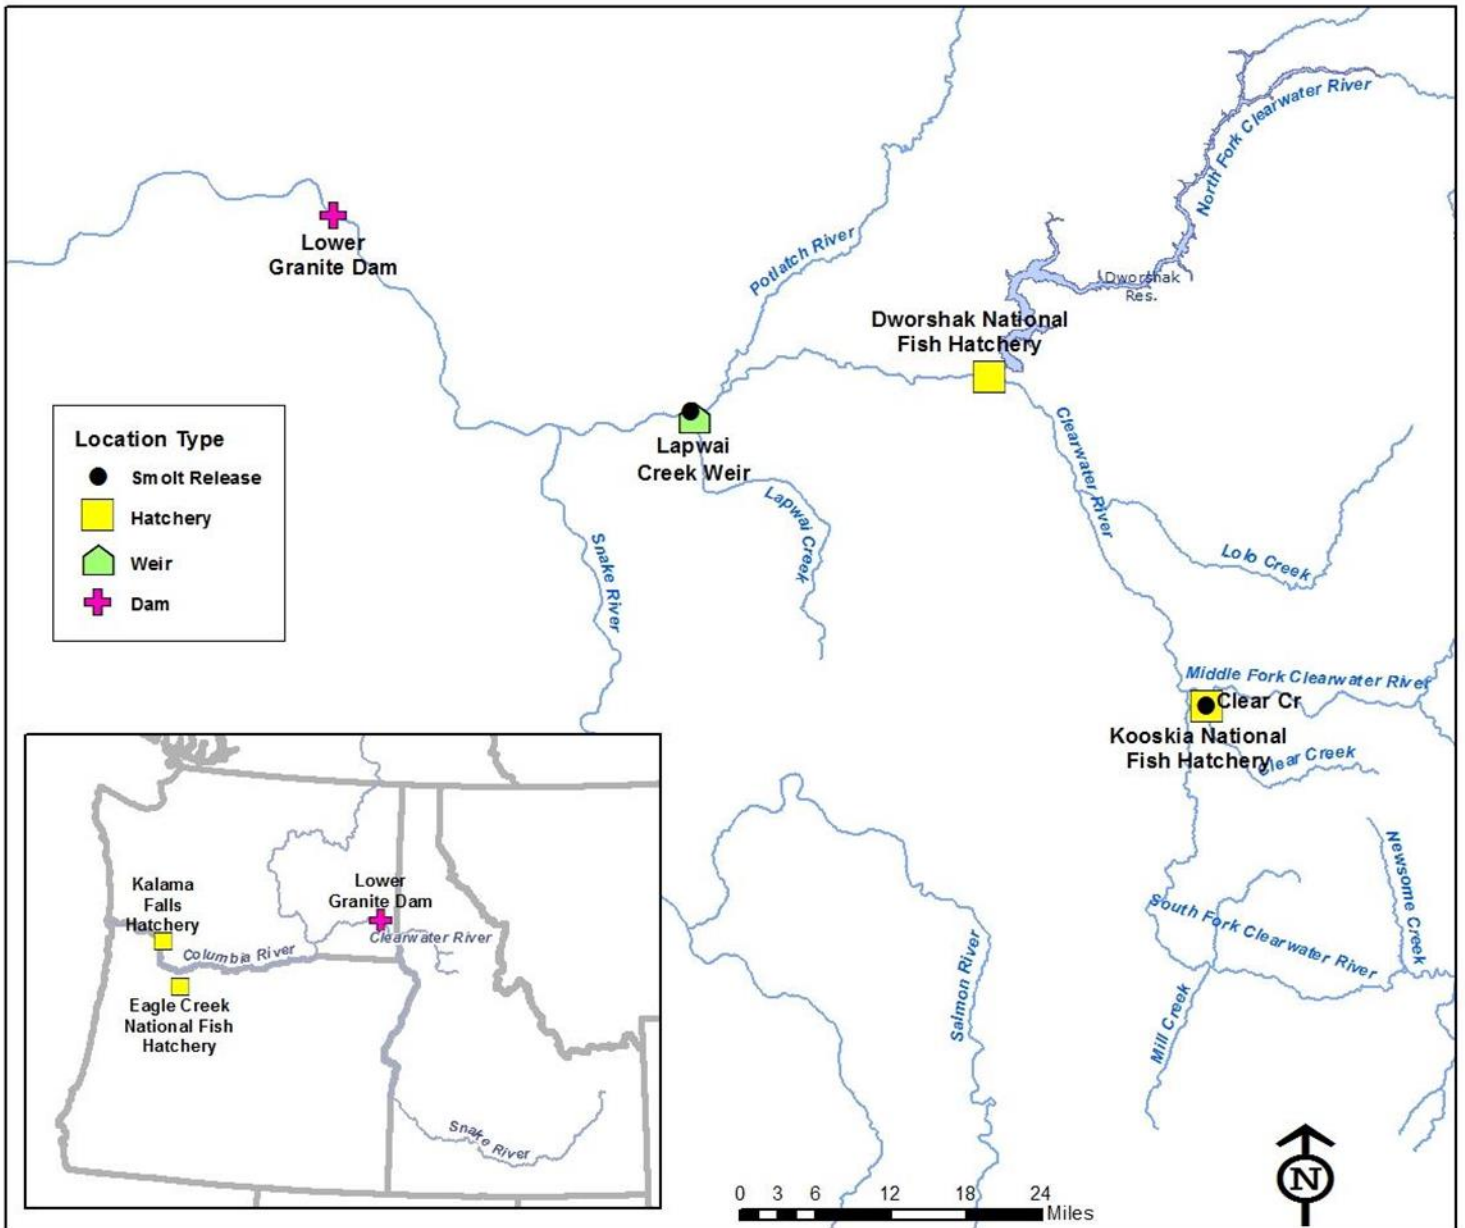 North Fork Clearwater River
Lower
Granite Dam
Potlatch River
Dworshak
Res.
Dworshak National
Fish Hatchery
Location Type
Smolt Release
Hatchery
Weir
Dam
Lapwai
Creek Weir
Lapwai Creek
Clearwater River
Snake River
Lolo Creek
Middle Fork Clearwater River
Clear Cr
Kooskia National
Fish Hatchery
Clear Creek
Newsome Creek
South Fork Clearwater River
Mill Creek
Salmon River
Kalama
Falls
Hatchery
Lower
Granite Dam
Clearwater River
Columbia River
Eagle Creek
National Fish
Hatchery
Snake River
0 3 6 12 18 24
Miles
N